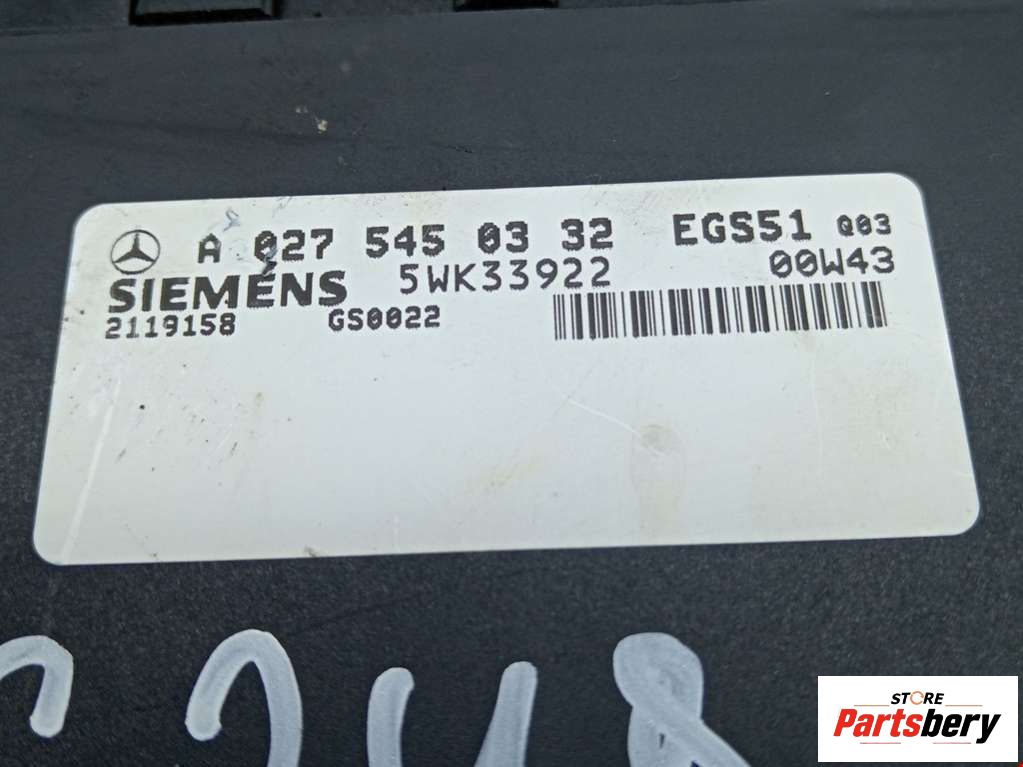 A 027 545 03 32 EGS51 Q03
SIEMENS 5WK33922 00W43
2119158 GS0022
STORE
Partsbery